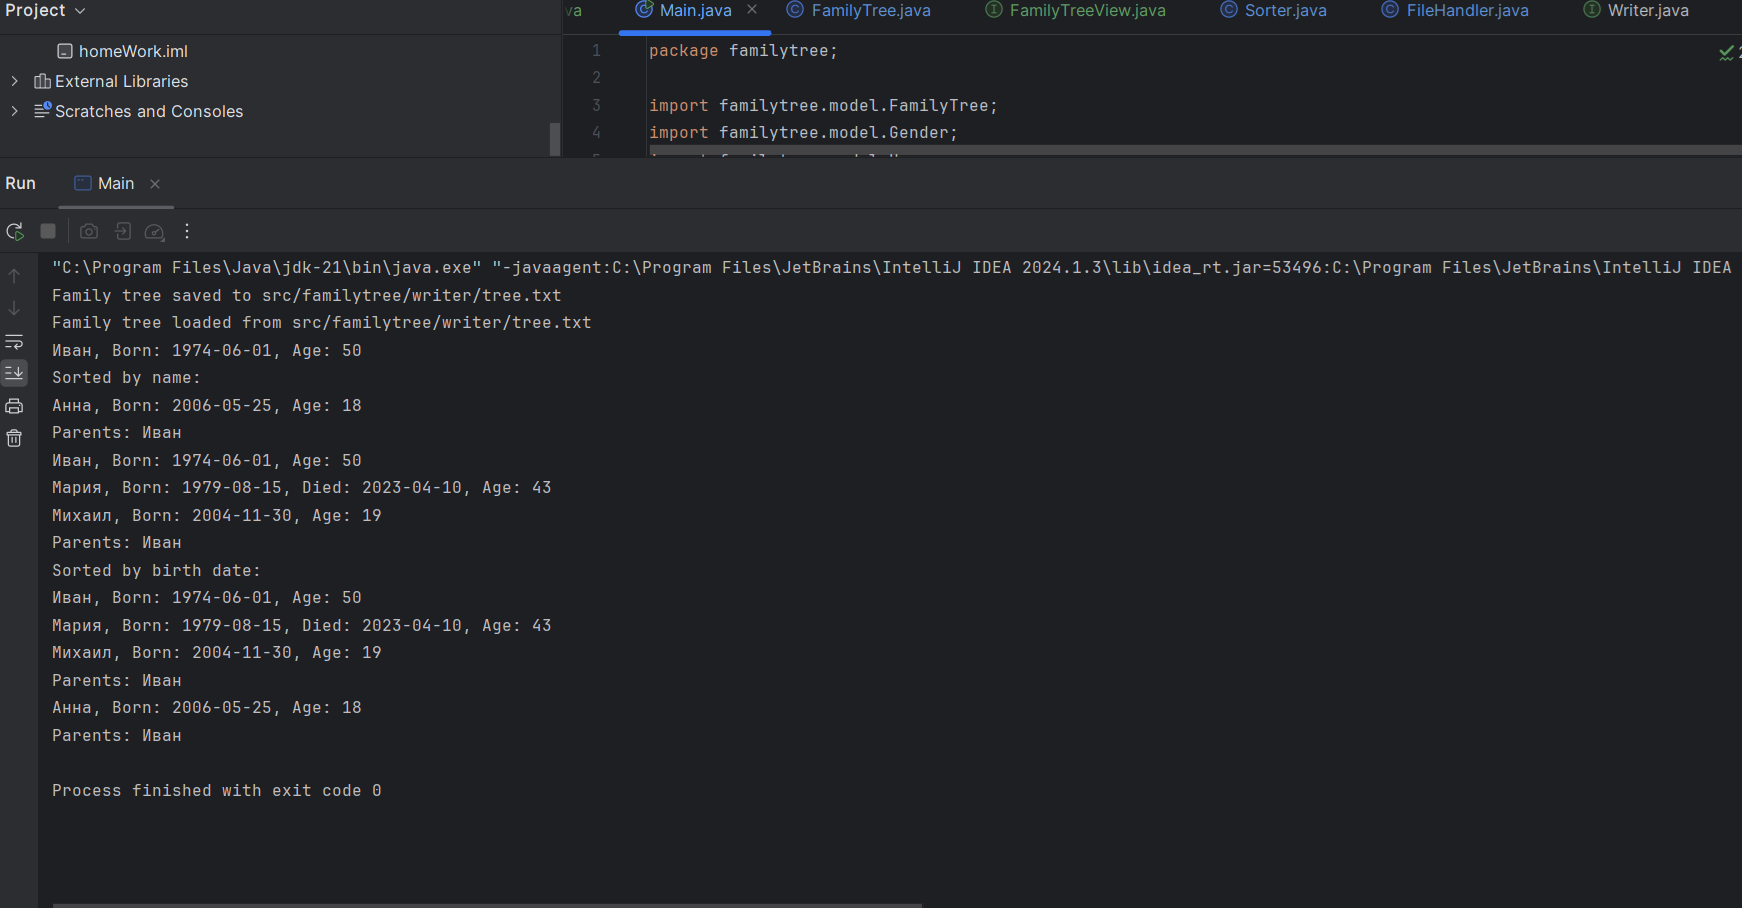 Project
va
Main.java
FamilyTree.java
FamilyTreeView.java
Sorter.java
FileHandler.java
Writer.java
homeWork.iml
External Libraries
Scratches and Consoles
1 package familytree;
2
3 import familytree.model.FamilyTree;
4 import familytree.model.Gender;
Run Main
"C:\Program Files\Java\jdk-21\bin\java.exe" "-javaagent:C:\Program Files\JetBrains\IntelliJ IDEA 2024.1.3\lib\idea_rt.jar=53496:C:\Program Files\JetBrains\IntelliJ IDEA
Family tree saved to src/familytree/writer/tree.txt
Family tree loaded from src/familytree/writer/tree.txt
Иван, Born: 1974-06-01, Age: 50
Sorted by name:
Анна, Born: 2006-05-25, Age: 18
Parents: Иван
Иван, Born: 1974-06-01, Age: 50
Мария, Born: 1979-08-15, Died: 2023-04-10, Age: 43
Михаил, Born: 2004-11-30, Age: 19
Parents: Иван
Sorted by birth date:
Иван, Born: 1974-06-01, Age: 50
Мария, Born: 1979-08-15, Died: 2023-04-10, Age: 43
Михаил, Born: 2004-11-30, Age: 19
Parents: Иван
Анна, Born: 2006-05-25, Age: 18
Parents: Иван
Process finished with exit code 0